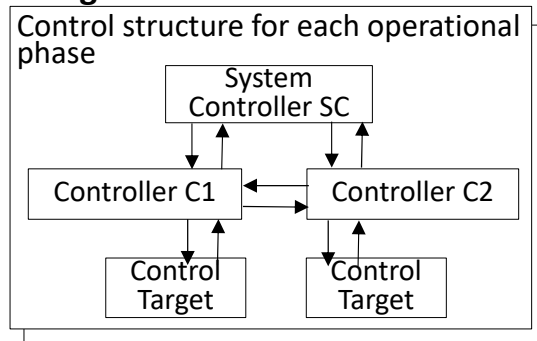 Control structure for each operational
phase
System
Controller SC
Controller C1
Controller C2
Control
Target
Control
Target